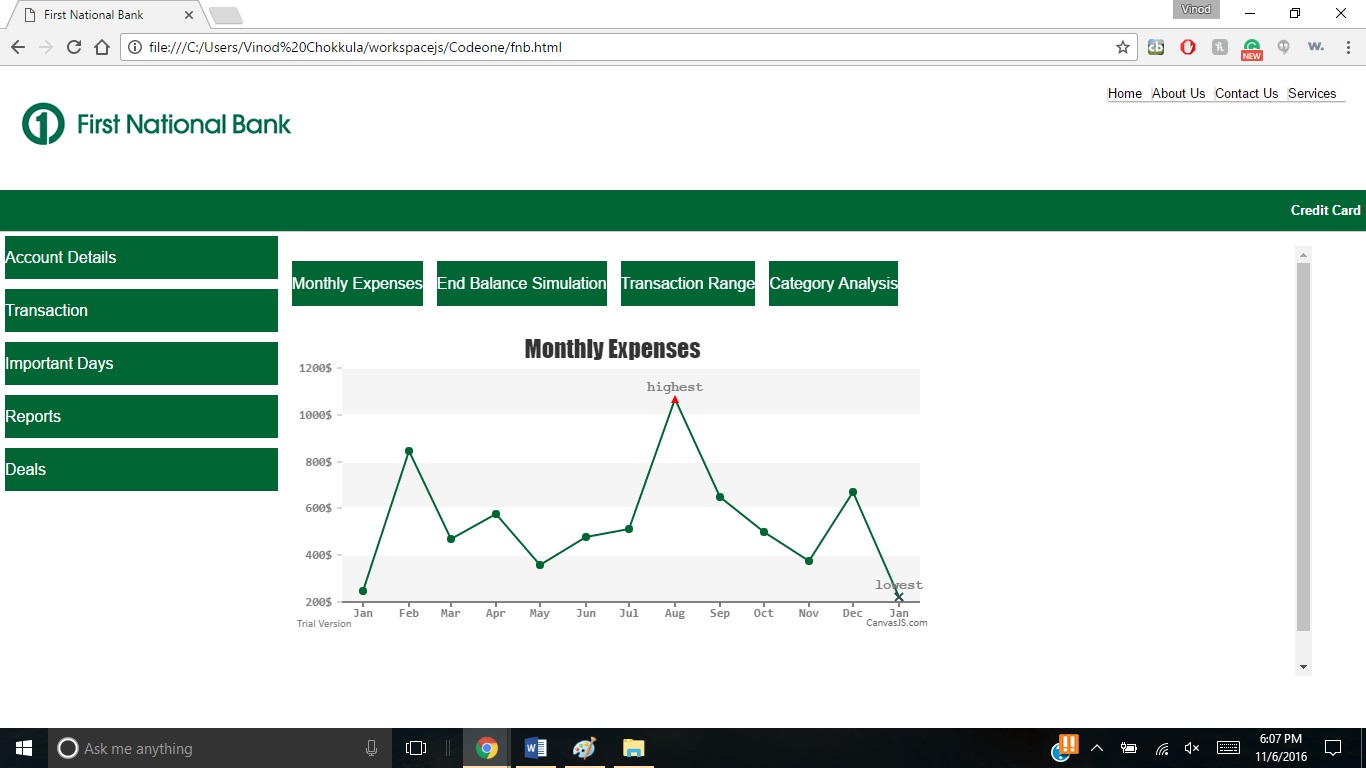 First National Bank
Vinod
file:///C:/Users/Vinod%20Chokkula/workspacejs/Codeone/fnb.html
NEW
Home About Us Contact Us Services
First National Bank
Credit Card
Account Details
Transaction
Important Days
Reports
Deals
Monthly Expenses End Balance Simulation Transaction Range Category Analysis
Monthly Expenses
1200$
highest
1000$
800$
600$
400$
lowest
200$
Jan Feb Mar Apr May Jun Jul Aug Sep Oct Nov Dec Jan
Trial Version CanvasJS.com
Ask me anything
6:07 PM
11/6/2016